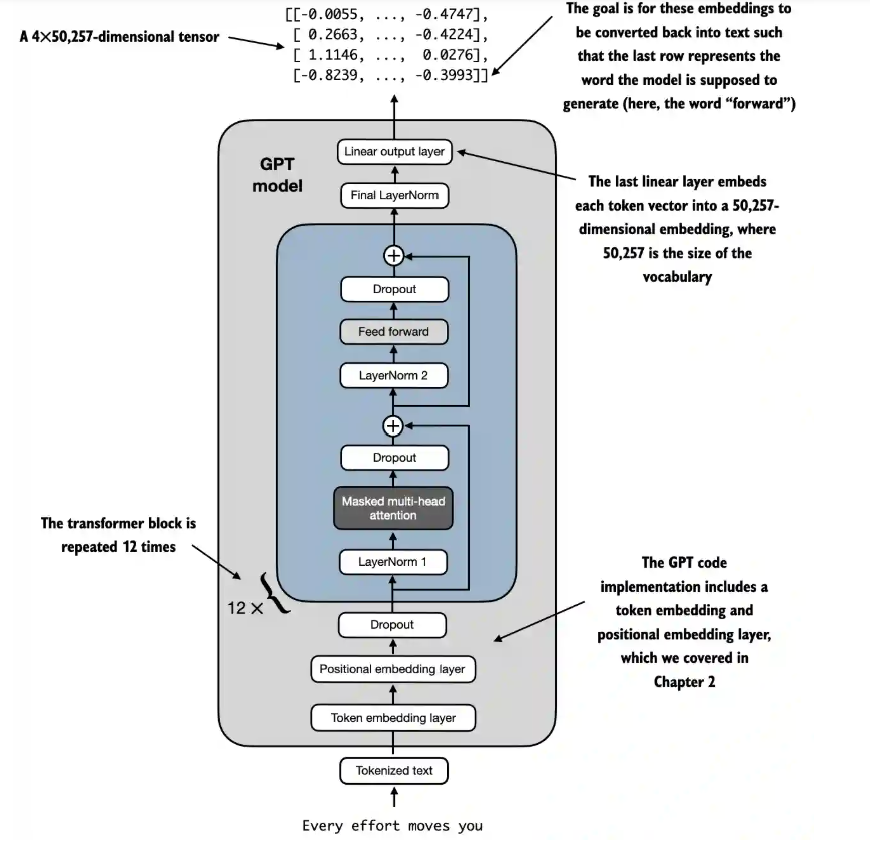 [[-0.0055, ..., -0.4747],
[ 0.2663, ..., -0.4224],
[ 1.1146, ..., 0.0276],
[-0.8239, ..., -0.3993]]
A 4×50,257-dimensional tensor
The goal is for these embeddings to
be converted back into text such
that the last row represents the
word the model is supposed to
generate (here, the word “forward”)
GPT
model
Linear output layer
Final LayerNorm
The last linear layer embeds
each token vector into a 50,257-
dimensional embedding, where
50,257 is the size of the
vocabulary
+
Dropout
Feed forward
LayerNorm 2
+
Dropout
Masked multi-head
attention
LayerNorm 1
The transformer block is
repeated 12 times
12 ×
{
Dropout
Positional embedding layer
Token embedding layer
The GPT code
implementation includes a
token embedding and
positional embedding layer,
which we covered in
Chapter 2
Tokenized text
Every effort moves you